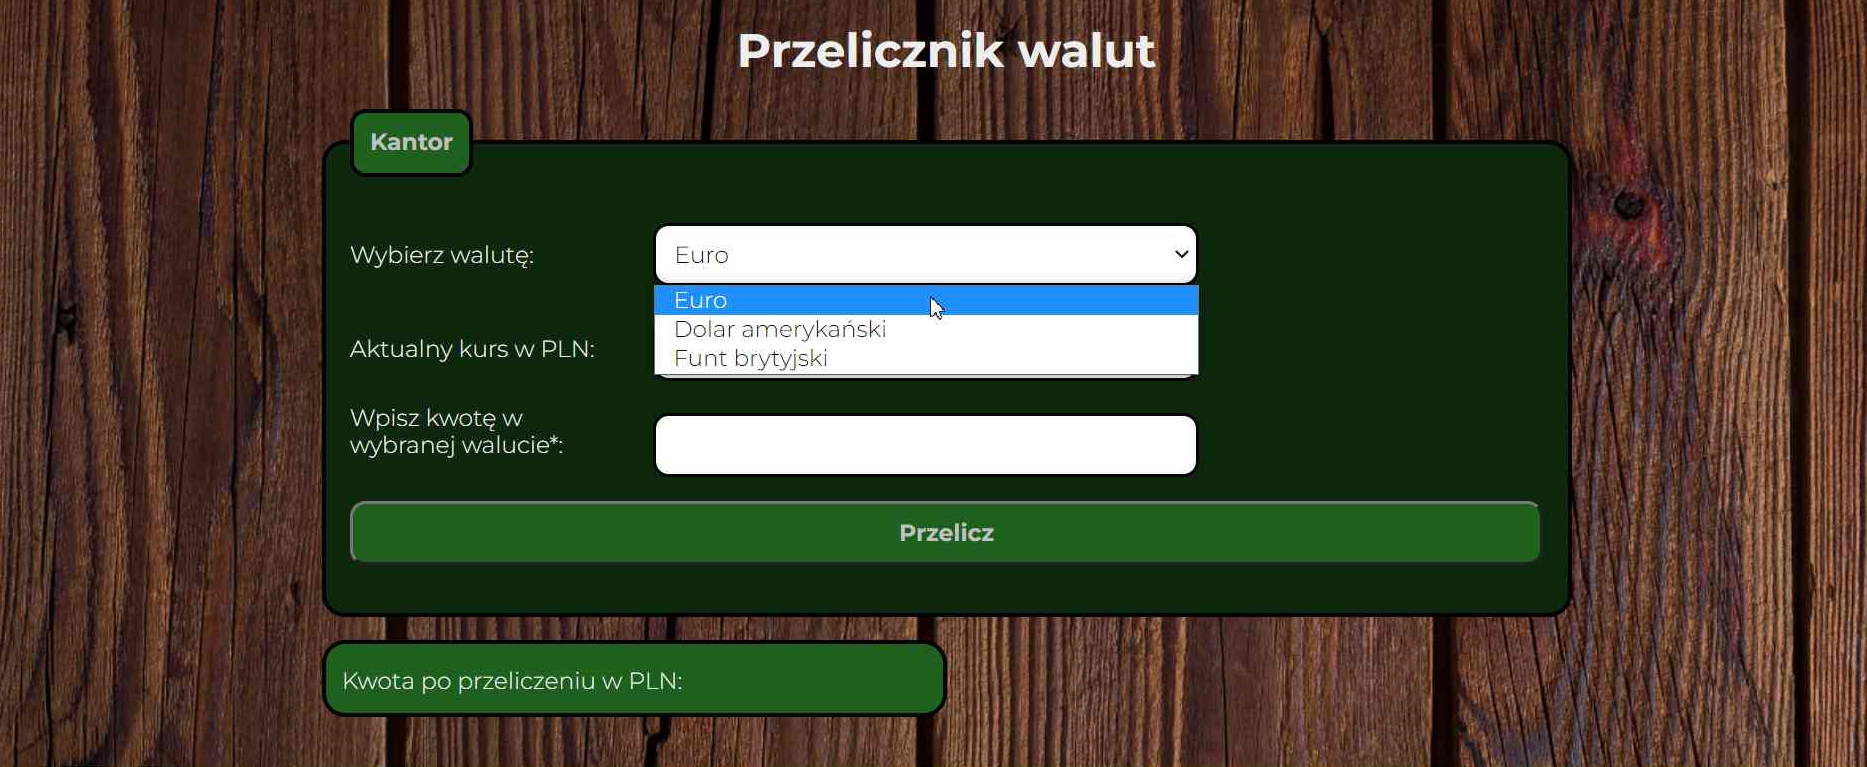 Przelicznik walut
Kantor
Wybierz walutę:
Euro
Euro
Dolar amerykański
Funt brytyjski
Aktualny kurs w PLN:
Wpisz kwotę w
wybranej walucie*:
Przelicz
Kwota po przeliczeniu w PLN: